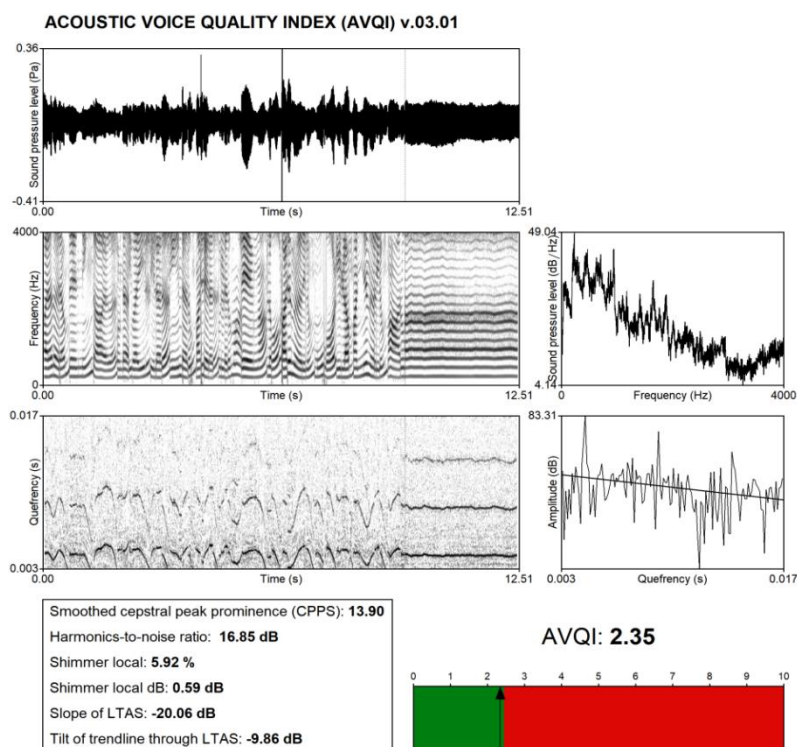 ACOUSTIC VOICE QUALITY INDEX (AVQI) v.03.01
0.36
Sound pressure level (Pa)
-0.41
0.00
Time (s)
12.51
4000
Frequency (Hz)
0
0.00
Time (s)
12.51
49.04
Sound pressure level (dB / Hz)
4.14
0
Frequency (Hz)
4000
0.017
Quefrency (s)
0.003
0.00
Time (s)
12.51
83.31
Amplitude (dB)
0.003
Quefrency (s)
0.017
Smoothed cepstral peak prominence (CPPS): 13.90
Harmonics-to-noise ratio: 16.85 dB
Shimmer local: 5.92 %
Shimmer local dB: 0.59 dB
Slope of LTAS: -20.06 dB
Tilt of trendline through LTAS: -9.86 dB
AVQI: 2.35
0 1 2 3 4 5 6 7 8 9 10